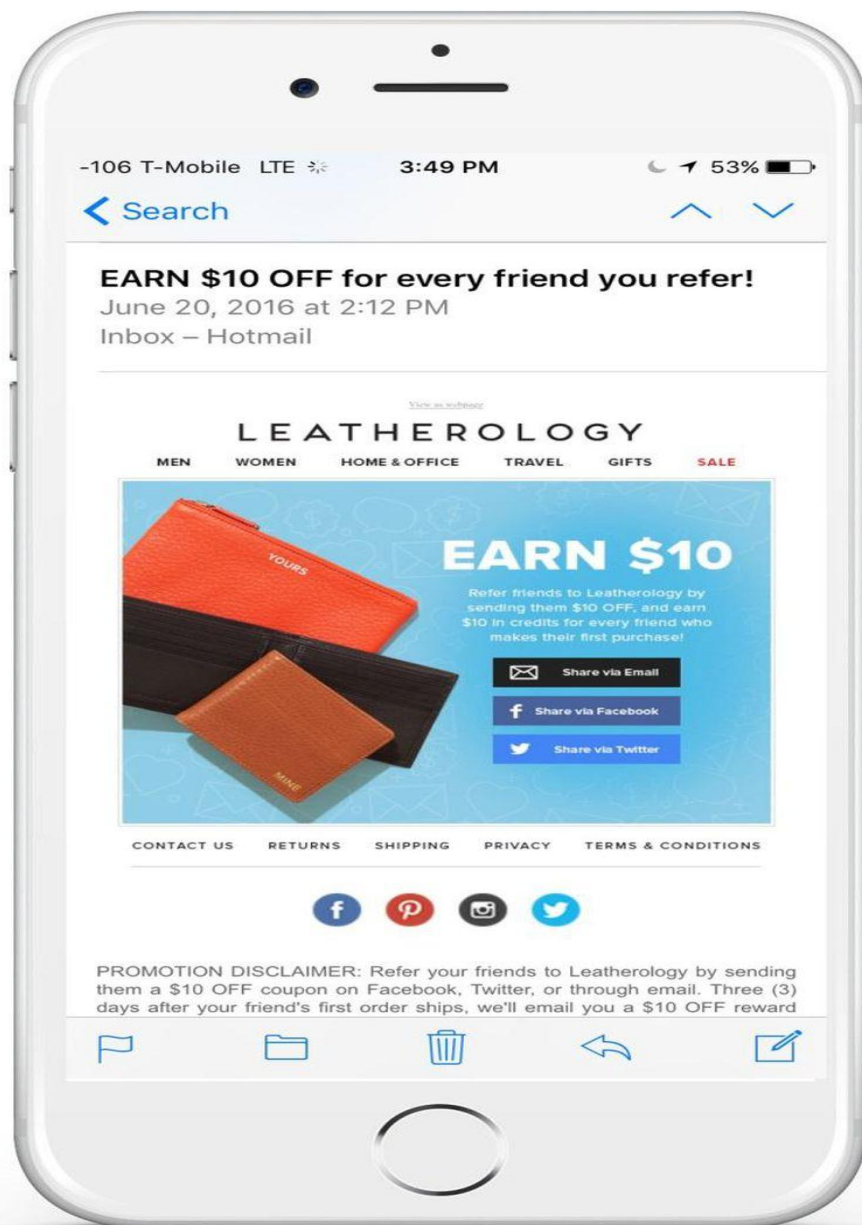 -106 T-Mobile LTE 3:49 PM 53%
Search
EARN $10 OFF for every friend you refer!
June 20, 2016 at 2:12 PM
Inbox – Hotmail
View as webpage
LEATHEROLOGY
MEN WOMEN HOME & OFFICE TRAVEL GIFTS SALE
YOURS
EARN $10
Refer friends to Leatherology by
sending them $10 OFF, and earn
$10 in credits for every friend who
makes their first purchase!
Share via Email
Share via Facebook
Share via Twitter
MINE
CONTACT US RETURNS SHIPPING PRIVACY TERMS & CONDITIONS
PROMOTION DISCLAIMER: Refer your friends to Leatherology by sending
them a $10 OFF coupon on Facebook, Twitter, or through email. Three (3)
days after your friend's first order ships, we'll email you a $10 OFF reward